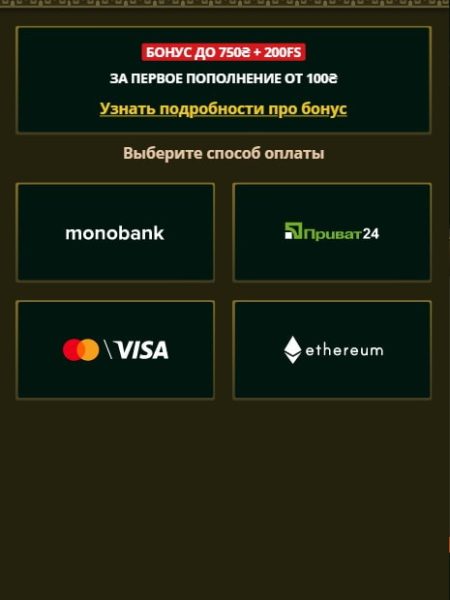 БОНУС ДО 750₴ + 200FS
ЗА ПЕРВОЕ ПОПОЛНЕНИЕ ОТ 100₴
Узнать подробности про бонус
Выберите способ оплаты
monobank
Приват24
VISA
ethereum